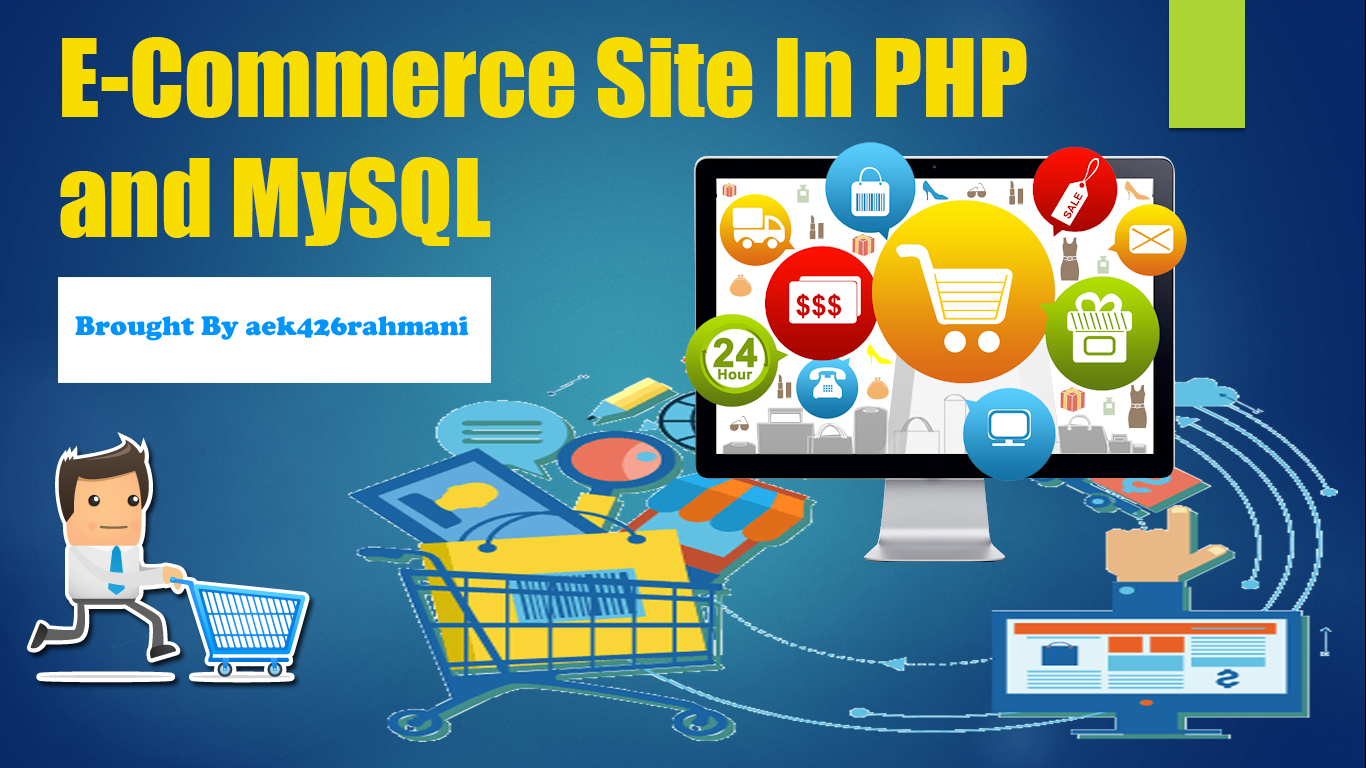 E-Commerce Site In PHP
and MySQL
Brought By aek426rahmani
SALE
$$$
24
Hour
$